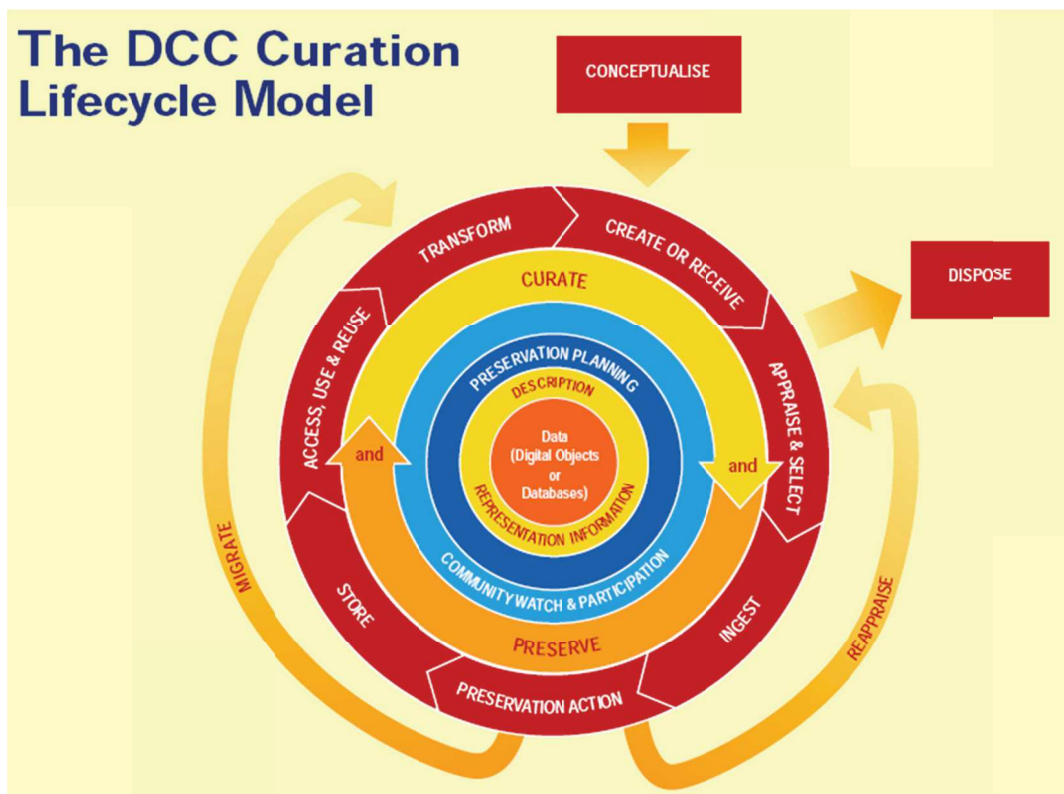 The DCC Curation
Lifecycle Model
CONCEPTUALISE
DISPOSE
TRANSFORM
CREATE OR RECEIVE
APPRAISE & SELECT
INGEST
PRESERVATION ACTION
STORE
ACCESS, USE & REUSE
CURATE
and
PRESERVE
and
COMMUNITY WATCH & PARTICIPATION
PRESERVATION PLANNING
DESCRIPTION
REPRESENTATION INFORMATION
Data
(Digital Objects
or
Databases)
MIGRATE
REAPPRAISE